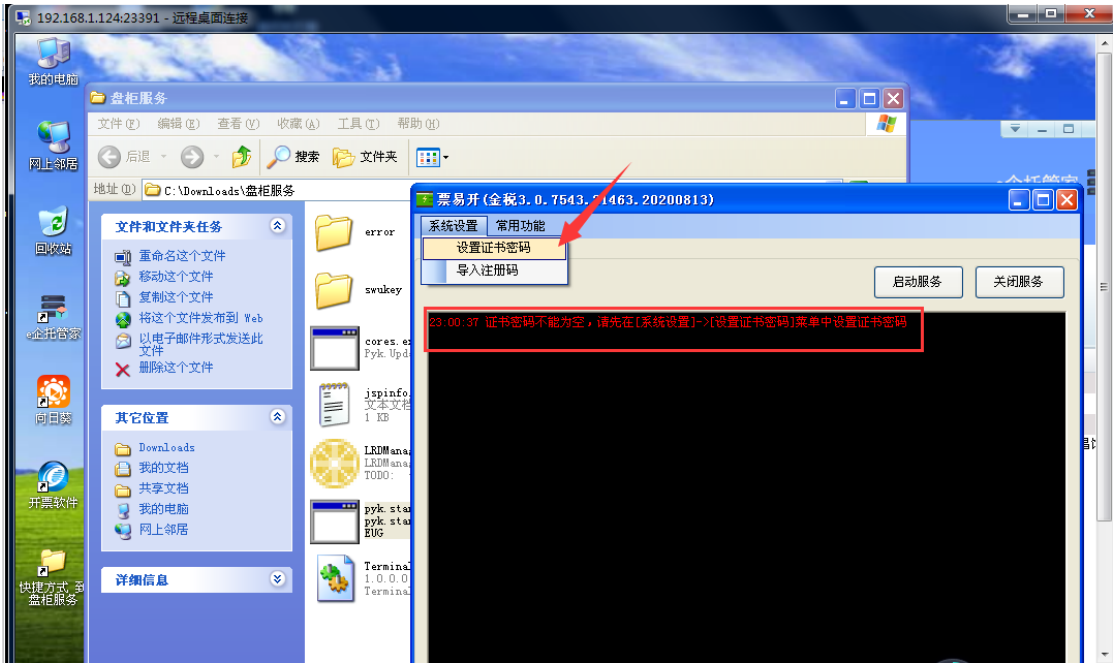 192.168.1.124:23391 - 远程桌面连接
我的电脑
网上邻居
回收站
e企托管家
向日葵
开票软件
快捷方式 到
盘柜服务
盘柜服务
文件(F) 编辑(E) 查看(V) 收藏(A) 工具(T) 帮助(H)
后退 搜索 文件夹
地址(D) C:\Downloads\盘柜服务
文件和文件夹任务
重命名这个文件
移动这个文件
复制这个文件
将这个文件发布到 Web
以电子邮件形式发送此
文件
删除这个文件
其它位置
Downloads
我的文档
共享文档
我的电脑
网上邻居
详细信息
error
swukey
cores.ex
Pyk.Upd
jspinfo.
文本文档
1 KB
LRDMana
LRDMana
TODO:
pyk.star
pyk.star
EUG
Terminal
1.0.0.0
Terminal
票易开(金税3.0.7543.21463.20200813)
系统设置 常用功能
设置证书密码
导入注册码
启动服务 关闭服务
23:00:37 证书密码不能为空，请先在[系统设置]->[设置证书密码]菜单中设置证书密码